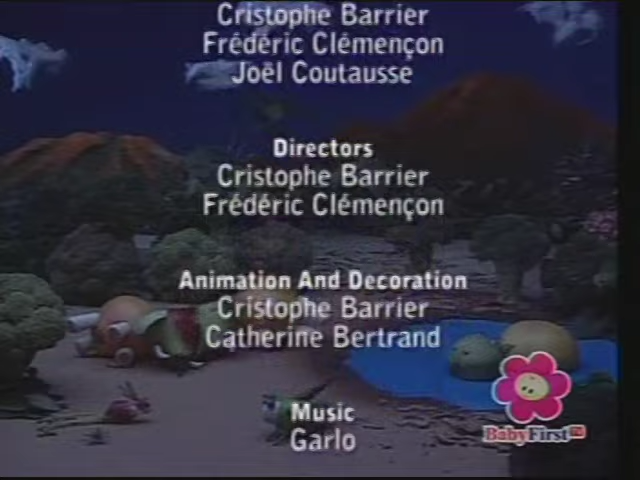 Cristophe Barrier
Frédéric Clémençon
Joël Coutausse
Directors
Cristophe Barrier
Frédéric Clémençon
Animation And Decoration
Cristophe Barrier
Catherine Bertrand
Music
Garlo
BabyFirst TV